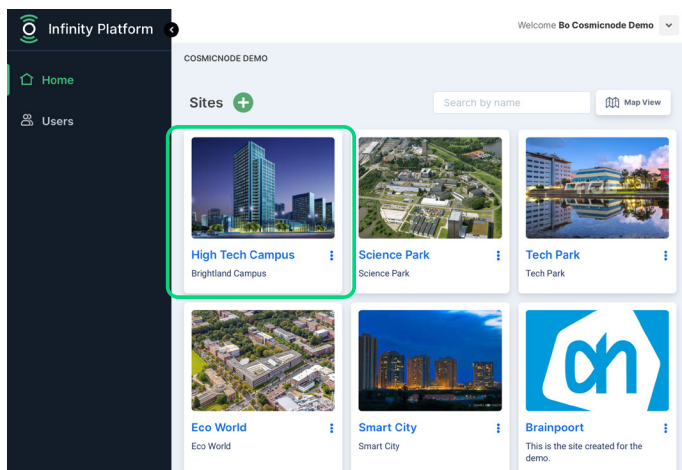 Infinity Platform
Welcome Bo Cosmicnode Demo
COSMICNODE DEMO
Home
Users
Sites
Search by name
Map View
High Tech Campus
Brightland Campus
Science Park
Science Park
Tech Park
Tech Park
Eco World
Eco World
Smart City
Smart City
Brainpoort
This is the site created for the
demo.